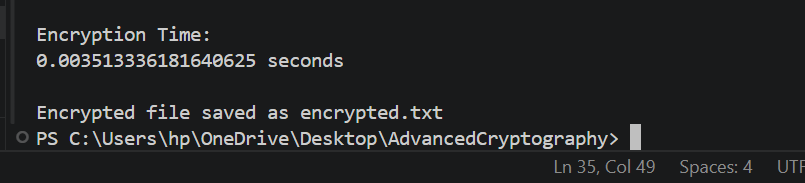 Encryption Time:
0.003513336181640625 seconds
Encrypted file saved as encrypted.txt
PS C:\Users\hp\OneDrive\Desktop\AdvancedCryptography>
Ln 35, Col 49 Spaces: 4 UTF